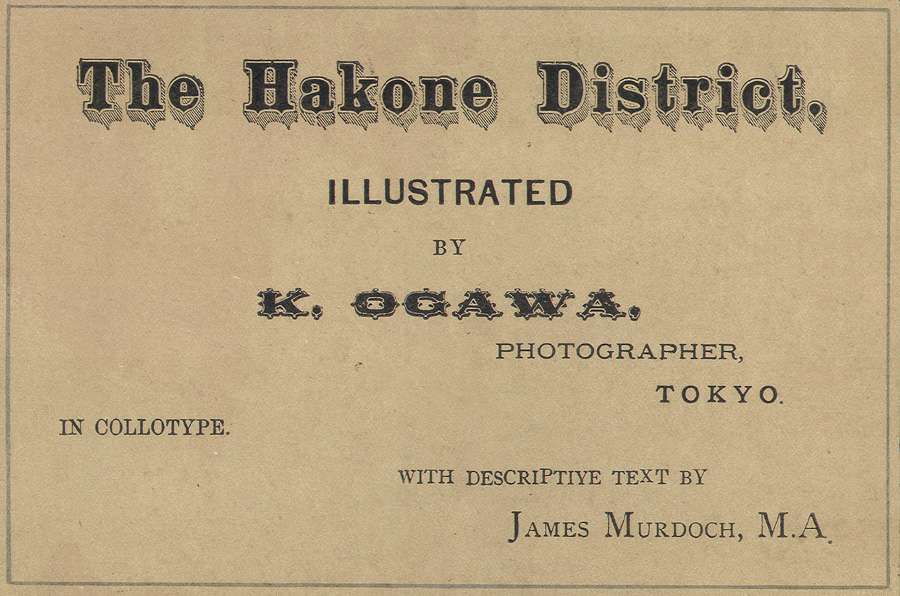 The Hakone District.
ILLUSTRATED
BY
K. OGAWA.
PHOTOGRAPHER,
TOKYO.
IN COLLOTYPE.
WITH DESCRIPTIYE TEXT BY
JAMES MURDOCH, M.A.